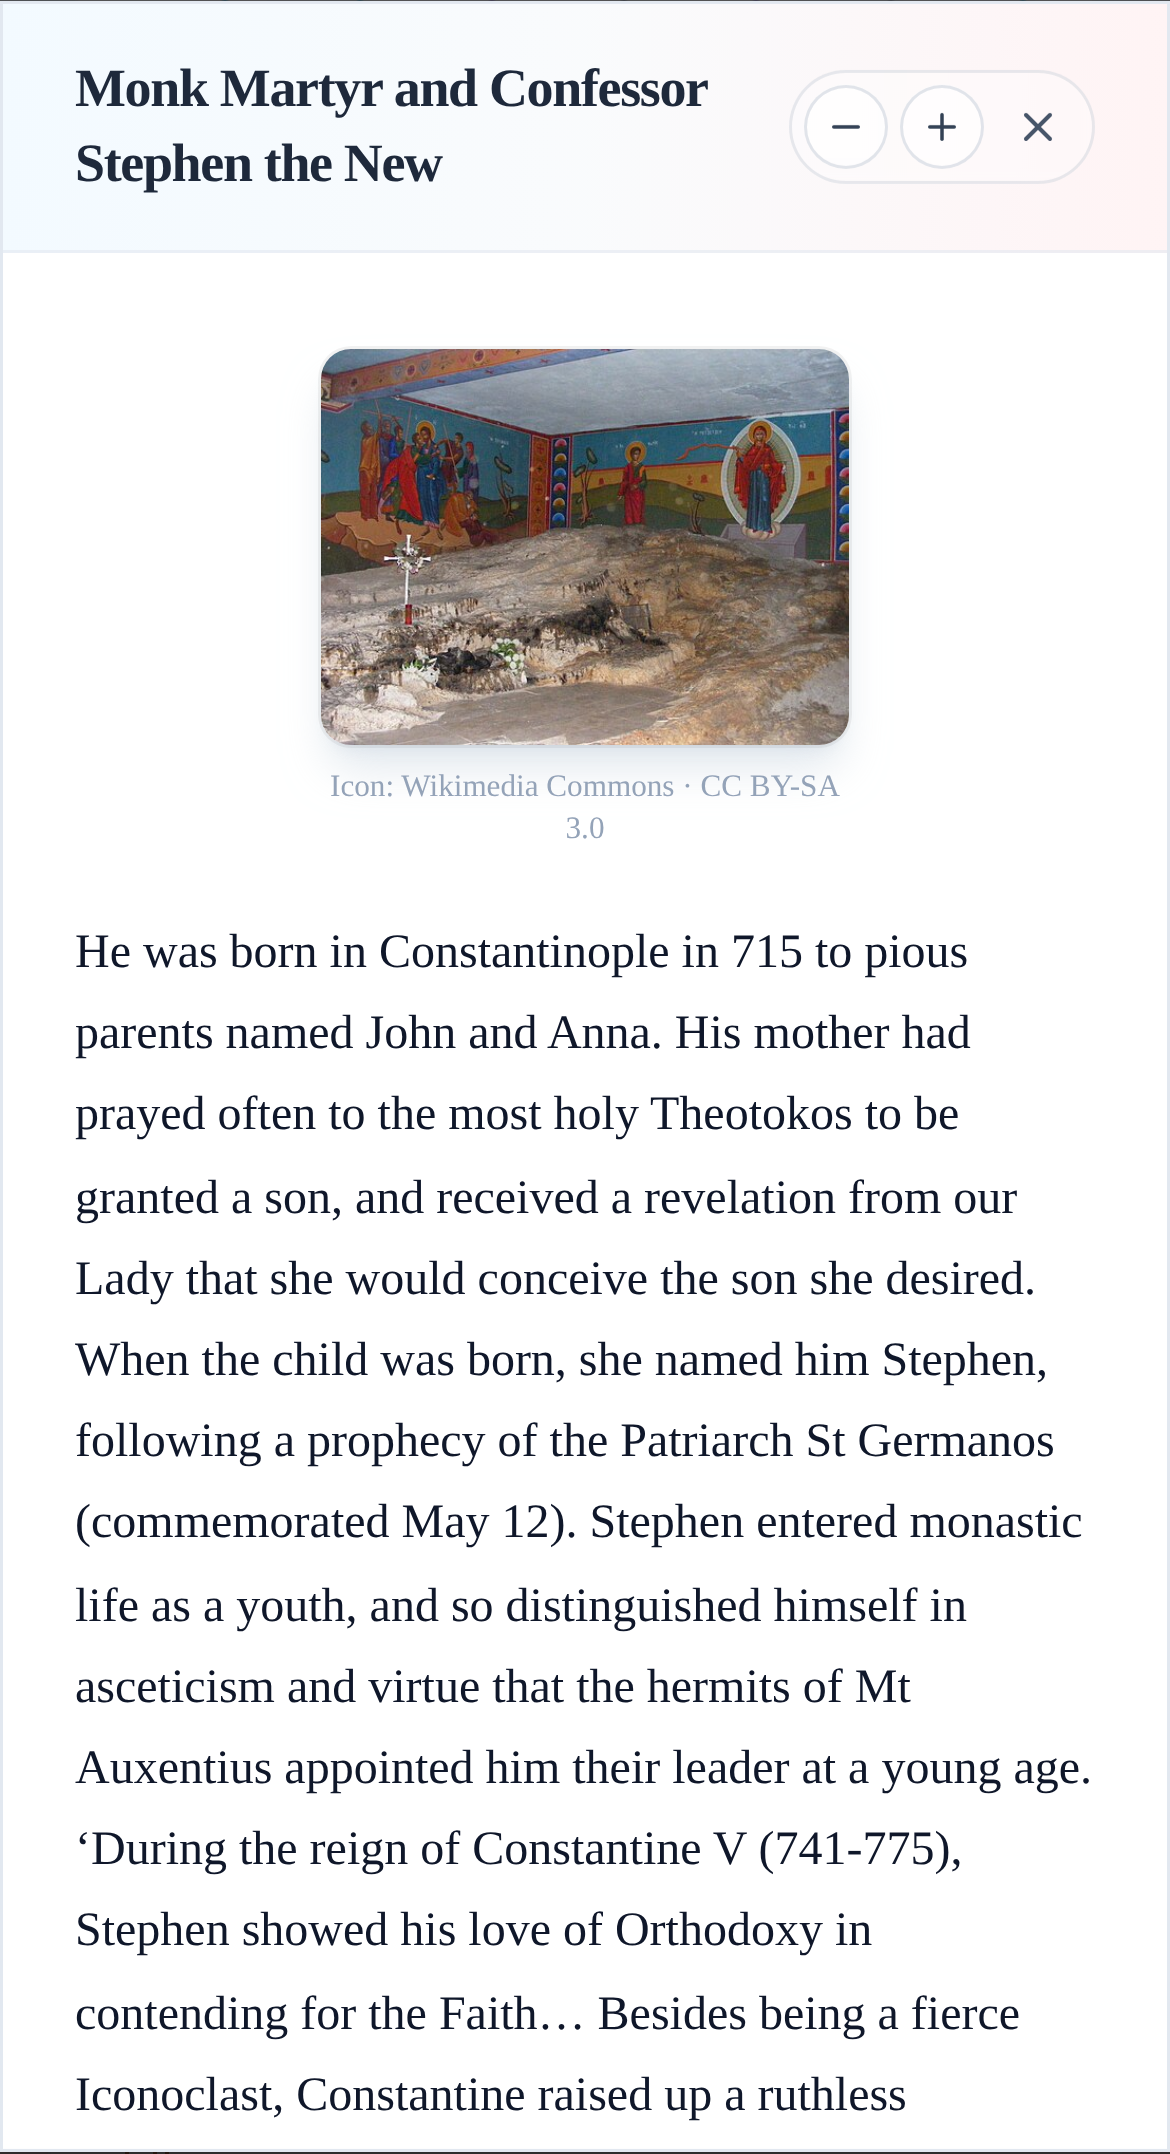 Monk Martyr and Confessor
Stephen the New
Icon: Wikimedia Commons · CC BY-SA
3.0
He was born in Constantinople in 715 to pious
parents named John and Anna. His mother had
prayed often to the most holy Theotokos to be
granted a son, and received a revelation from our
Lady that she would conceive the son she desired.
When the child was born, she named him Stephen,
following a prophecy of the Patriarch St Germanos
(commemorated May 12). Stephen entered monastic
life as a youth, and so distinguished himself in
asceticism and virtue that the hermits of Mt
Auxentius appointed him their leader at a young age.
‘During the reign of Constantine V (741-775),
Stephen showed his love of Orthodoxy in
contending for the Faith… Besides being a fierce
Iconoclast, Constantine raised up a ruthless